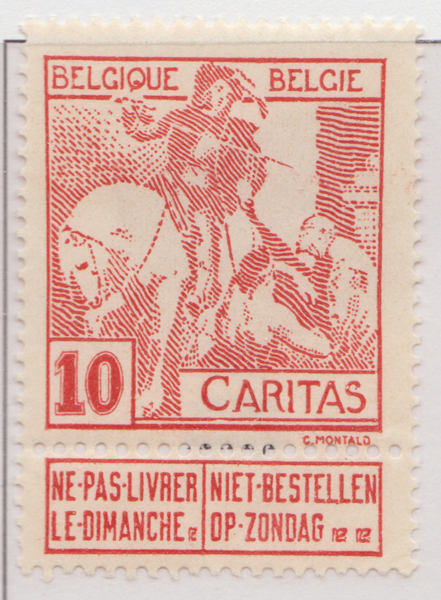 BELGIQUE BELGIE
10
CARITAS
C. MONTALD
NE·PAS·LIVRER
LE·DIMANCHE
NIET·BESTELLEN
OP·ZONDAG